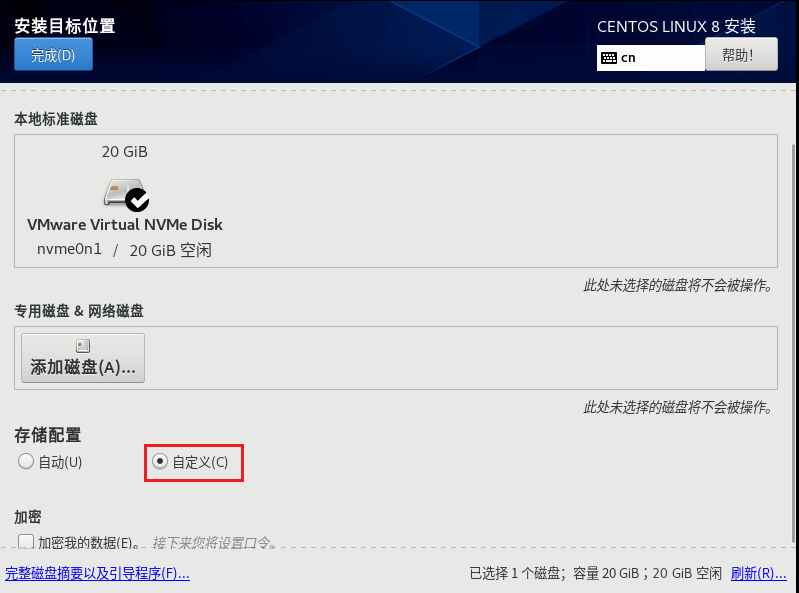 安装目标位置
CENTOS LINUX 8 安装
完成(D)
cn
帮助!
本地标准磁盘
20 GiB
VMware Virtual NVMe Disk
nvme0n1 / 20 GiB 空闲
此处未选择的磁盘将不会被操作。
专用磁盘 & 网络磁盘
添加磁盘(A)...
此处未选择的磁盘将不会被操作。
存储配置
自动(U)
自定义(C)
加密
加密我的数据(E)。 接下来您将设置口令。
完整磁盘摘要以及引导程序(F)...
已选择 1 个磁盘；容量 20 GiB；20 GiB 空闲 刷新(R)...